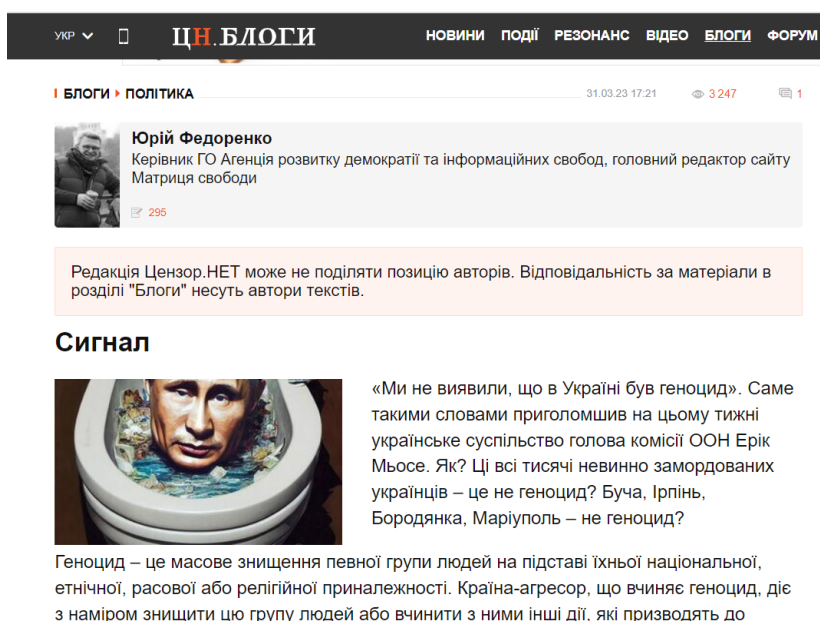 УКР
ЦН.БЛОГИ
НОВИНИ ПОДІЇ РЕЗОНАНС ВІДЕО БЛОГИ ФОРУМ
БЛОГИ ПОЛІТИКА
31.03.23 17:21 3 247 1
Юрій Федоренко
Керівник ГО Агенція розвитку демократії та інформаційних свобод, головний редактор сайту
Матриця свободи
295
Редакція Цензор.НЕТ може не поділяти позицію авторів. Відповідальність за матеріали в
розділі "Блоги" несуть автори текстів.
Сигнал
«Ми не виявили, що в Україні був геноцид». Саме
такими словами приголомшив на цьому тижні
українське суспільство голова комісії ООН Ерік
Мьосе. Як? Ці всі тисячі невинно замордованих
українців – це не геноцид? Буча, Ірпінь,
Бородянка, Маріуполь – не геноцид?
Геноцид – це масове знищення певної групи людей на підставі їхньої національної,
етнічної, расової або релігійної приналежності. Країна-агресор, що вчиняє геноцид, діє
з наміром знищити цю групу людей або вчинити з ними інші дії, які призводять до